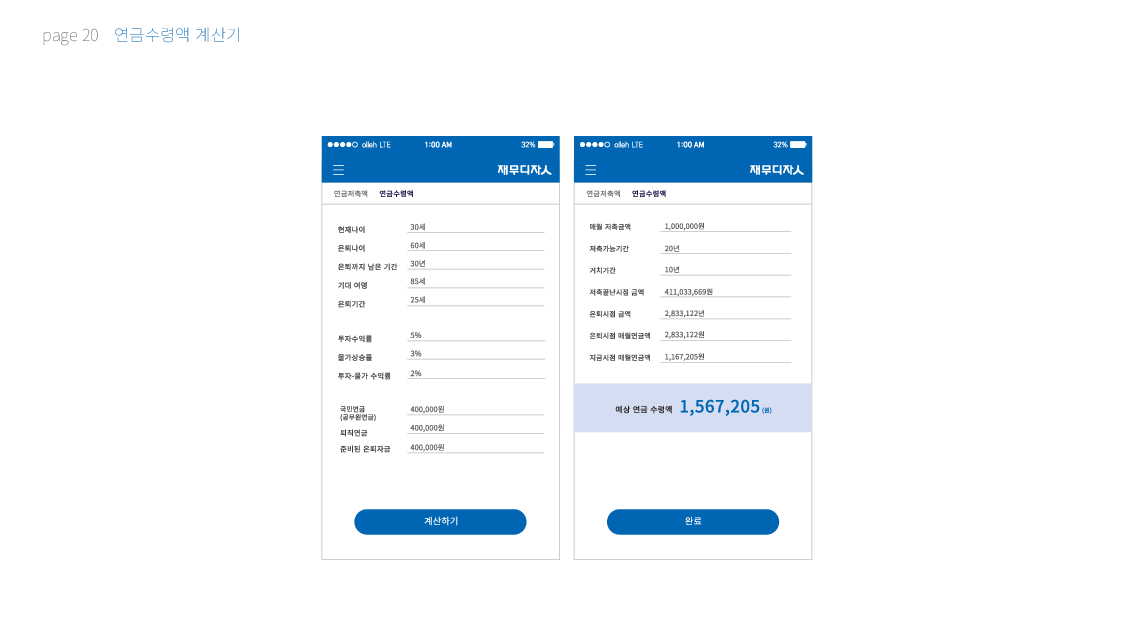 page 20 연금수령액 계산기
olleh LTE 1:00 AM 32%
재무디자人
연금저축액 연금수령액
현재나이 30세
은퇴나이 60세
은퇴까지 남은 기간 30년
기대 여명 85세
은퇴기간 25세
투자수익률 5%
물가상승률 3%
투자-물가 수익률 2%
국민연금 400,000원
(공무원연금)
퇴직연금 400,000원
준비된 은퇴자금 400,000원
계산하기
olleh LTE 1:00 AM 32%
재무디자人
연금저축액 연금수령액
매월 저축금액 1,000,000원
저축가능기간 20년
거치기간 10년
저축끝난시점 금액 411,033,669원
은퇴시점 금액 2,833,122년
은퇴시점 매월연금액 2,833,122원
지금시점 매월연금액 1,167,205원
예상 연금 수령액 1,567,205 (원)
완료